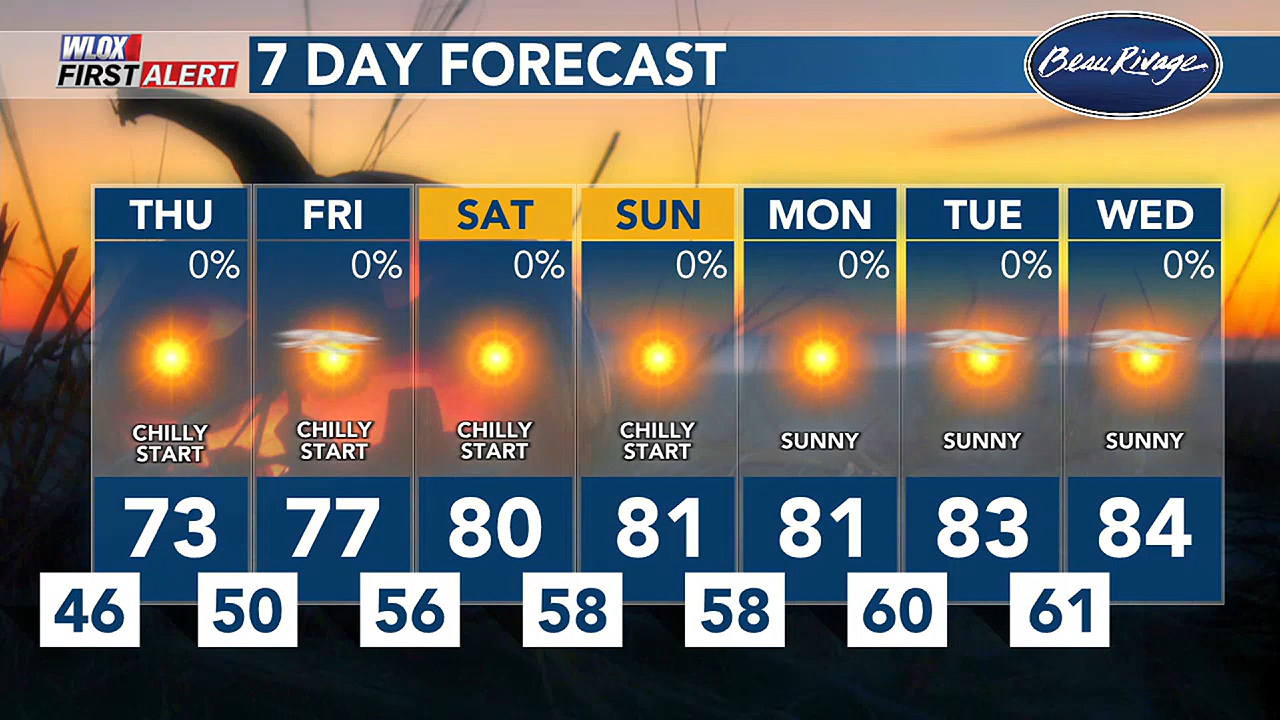 WLOX
FIRST ALERT
7 DAY FORECAST
Beau Rivage
THU FRI SAT SUN MON TUE WED
0% 0% 0% 0% 0% 0% 0%
CHILLY START CHILLY START CHILLY START CHILLY START SUNNY SUNNY SUNNY
73 77 80 81 81 83 84
46 50 56 58 58 60 61